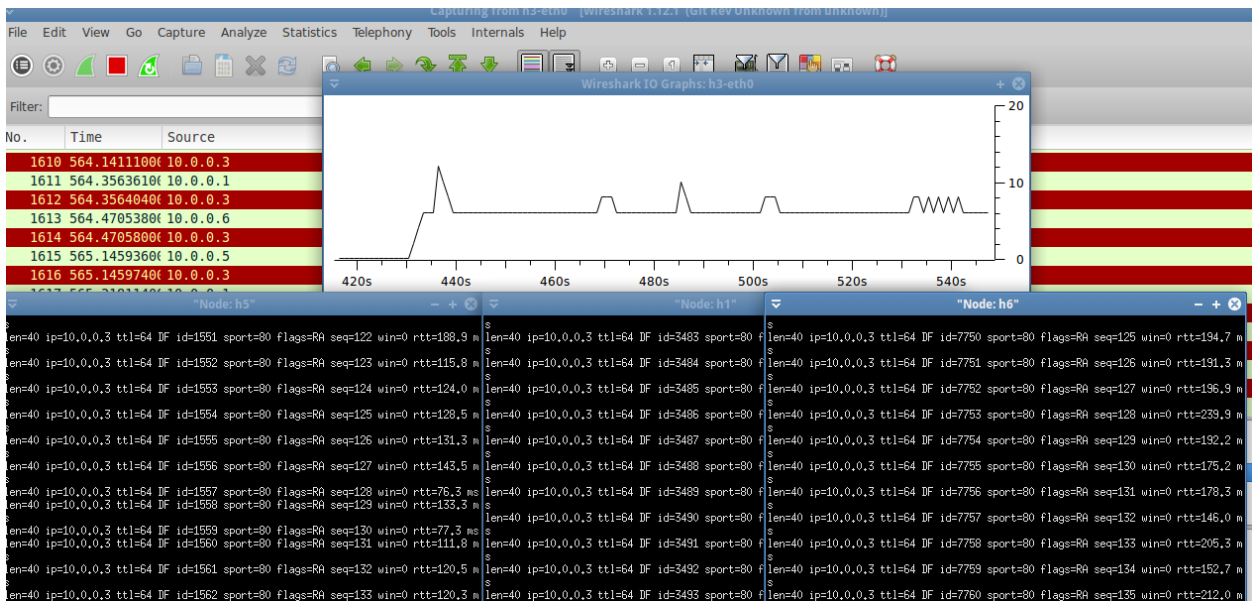 Capturing from h3-eth0 [Wireshark 1.12.1 (Git Rev Unknown from unknown)]
File Edit View Go Capture Analyze Statistics Telephony Tools Internals Help
Wireshark IO Graphs: h3-eth0
Filter:
No. Time Source
1610 564.14111000 10.0.0.3
1611 564.35636100 10.0.0.1
1612 564.35640400 10.0.0.3
1613 564.47053800 10.0.0.6
1614 564.47058000 10.0.0.3
1615 565.14593600 10.0.0.5
1616 565.14597400 10.0.0.3
20
10
0
420s 440s 460s 480s 500s 520s 540s
"Node: h5"
s
len=40 ip=10.0.0.3 ttl=64 DF id=1551 sport=80 flags=RA seq=122 win=0 rtt=188.9 m
s
len=40 ip=10.0.0.3 ttl=64 DF id=1552 sport=80 flags=RA seq=123 win=0 rtt=115.8 m
s
len=40 ip=10.0.0.3 ttl=64 DF id=1553 sport=80 flags=RA seq=124 win=0 rtt=124.0 m
s
len=40 ip=10.0.0.3 ttl=64 DF id=1554 sport=80 flags=RA seq=125 win=0 rtt=128.5 m
s
len=40 ip=10.0.0.3 ttl=64 DF id=1555 sport=80 flags=RA seq=126 win=0 rtt=131.3 m
s
len=40 ip=10.0.0.3 ttl=64 DF id=1556 sport=80 flags=RA seq=127 win=0 rtt=143.5 m
s
len=40 ip=10.0.0.3 ttl=64 DF id=1557 sport=80 flags=RA seq=128 win=0 rtt=76.3 ms
len=40 ip=10.0.0.3 ttl=64 DF id=1558 sport=80 flags=RA seq=129 win=0 rtt=133.3 m
s
len=40 ip=10.0.0.3 ttl=64 DF id=1559 sport=80 flags=RA seq=130 win=0 rtt=77.3 ms
len=40 ip=10.0.0.3 ttl=64 DF id=1560 sport=80 flags=RA seq=131 win=0 rtt=111.8 m
s
len=40 ip=10.0.0.3 ttl=64 DF id=1561 sport=80 flags=RA seq=132 win=0 rtt=120.5 m
s
len=40 ip=10.0.0.3 ttl=64 DF id=1562 sport=80 flags=RA seq=133 win=0 rtt=120.3 m
"Node: h1"
s
len=40 ip=10.0.0.3 ttl=64 DF id=3483 sport=80 f
s
len=40 ip=10.0.0.3 ttl=64 DF id=3484 sport=80 f
s
len=40 ip=10.0.0.3 ttl=64 DF id=3485 sport=80 f
s
len=40 ip=10.0.0.3 ttl=64 DF id=3486 sport=80 f
s
len=40 ip=10.0.0.3 ttl=64 DF id=3487 sport=80 f
s
len=40 ip=10.0.0.3 ttl=64 DF id=3488 sport=80 f
s
len=40 ip=10.0.0.3 ttl=64 DF id=3489 sport=80 f
s
len=40 ip=10.0.0.3 ttl=64 DF id=3490 sport=80 f
s
len=40 ip=10.0.0.3 ttl=64 DF id=3491 sport=80 f
s
len=40 ip=10.0.0.3 ttl=64 DF id=3492 sport=80 f
s
len=40 ip=10.0.0.3 ttl=64 DF id=3493 sport=80 f
"Node: h6"
s
len=40 ip=10.0.0.3 ttl=64 DF id=7750 sport=80 flags=RA seq=125 win=0 rtt=194.7 m
s
len=40 ip=10.0.0.3 ttl=64 DF id=7751 sport=80 flags=RA seq=126 win=0 rtt=191.3 m
s
len=40 ip=10.0.0.3 ttl=64 DF id=7752 sport=80 flags=RA seq=127 win=0 rtt=196.9 m
s
len=40 ip=10.0.0.3 ttl=64 DF id=7753 sport=80 flags=RA seq=128 win=0 rtt=239.9 m
s
len=40 ip=10.0.0.3 ttl=64 DF id=7754 sport=80 flags=RA seq=129 win=0 rtt=192.2 m
s
len=40 ip=10.0.0.3 ttl=64 DF id=7755 sport=80 flags=RA seq=130 win=0 rtt=175.2 m
s
len=40 ip=10.0.0.3 ttl=64 DF id=7756 sport=80 flags=RA seq=131 win=0 rtt=178.3 m
s
len=40 ip=10.0.0.3 ttl=64 DF id=7757 sport=80 flags=RA seq=132 win=0 rtt=146.0 m
s
len=40 ip=10.0.0.3 ttl=64 DF id=7758 sport=80 flags=RA seq=133 win=0 rtt=205.3 m
s
len=40 ip=10.0.0.3 ttl=64 DF id=7759 sport=80 flags=RA seq=134 win=0 rtt=152.7 m
s
len=40 ip=10.0.0.3 ttl=64 DF id=7760 sport=80 flags=RA seq=135 win=0 rtt=212.0 m